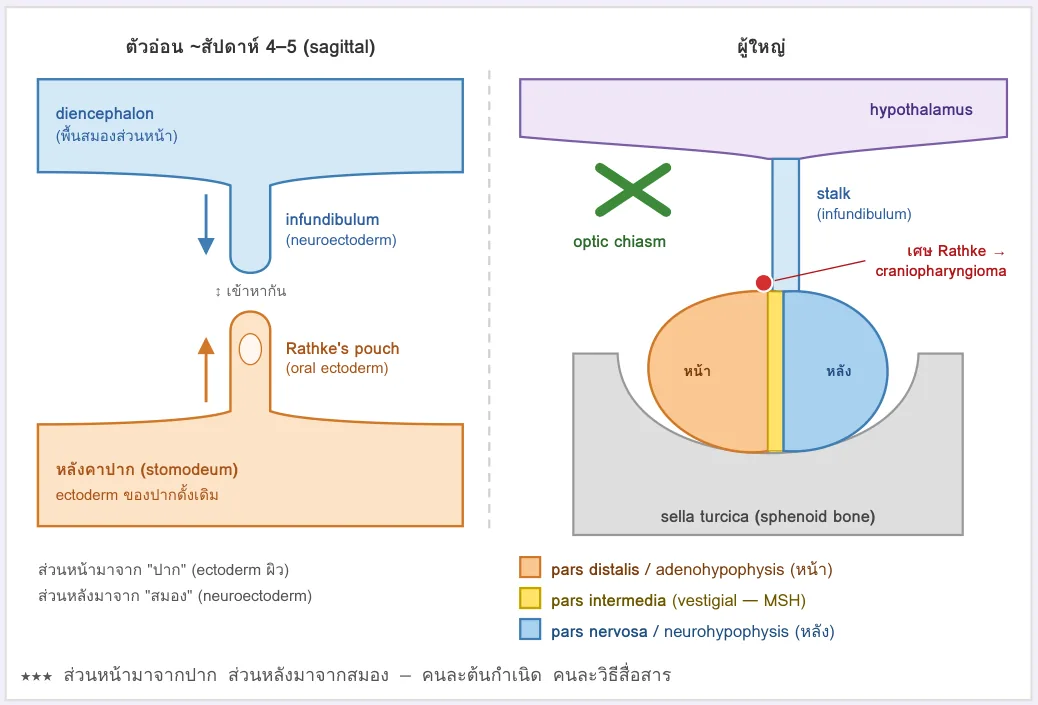 ตัวอ่อน ~สัปดาห์ 4–5 (sagittal)
diencephalon
(พื้นสมองส่วนหน้า)
infundibulum
(neuroectoderm)
↕ เข้าหากัน
Rathke's pouch
(oral ectoderm)
หลังคาปาก (stomodeum)
ectoderm ของปากดั้งเดิม
ส่วนหน้ามาจาก "ปาก" (ectoderm ผิว)
ส่วนหลังมาจาก "สมอง" (neuroectoderm)
ผู้ใหญ่
hypothalamus
stalk
(infundibulum)
optic chiasm
เศษ Rathke →
craniopharyngioma
หน้า
หลัง
sella turcica (sphenoid bone)
pars distalis / adenohypophysis (หน้า)
pars intermedia (vestigial — MSH)
pars nervosa / neurohypophysis (หลัง)
★★★ ส่วนหน้ามาจากปาก ส่วนหลังมาจากสมอง — คนละต้นกำเนิด คนละวิธีสื่อสาร